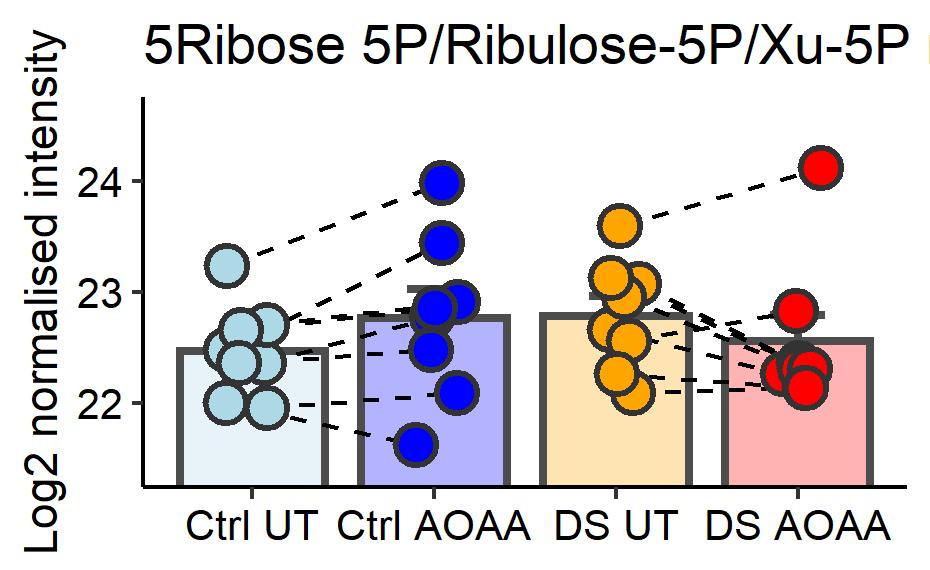 5Ribose 5P/Ribulose-5P/Xu-5P
Log2 normalised intensity
24
23
22
Ctrl UT Ctrl AOAA DS UT DS AOAA